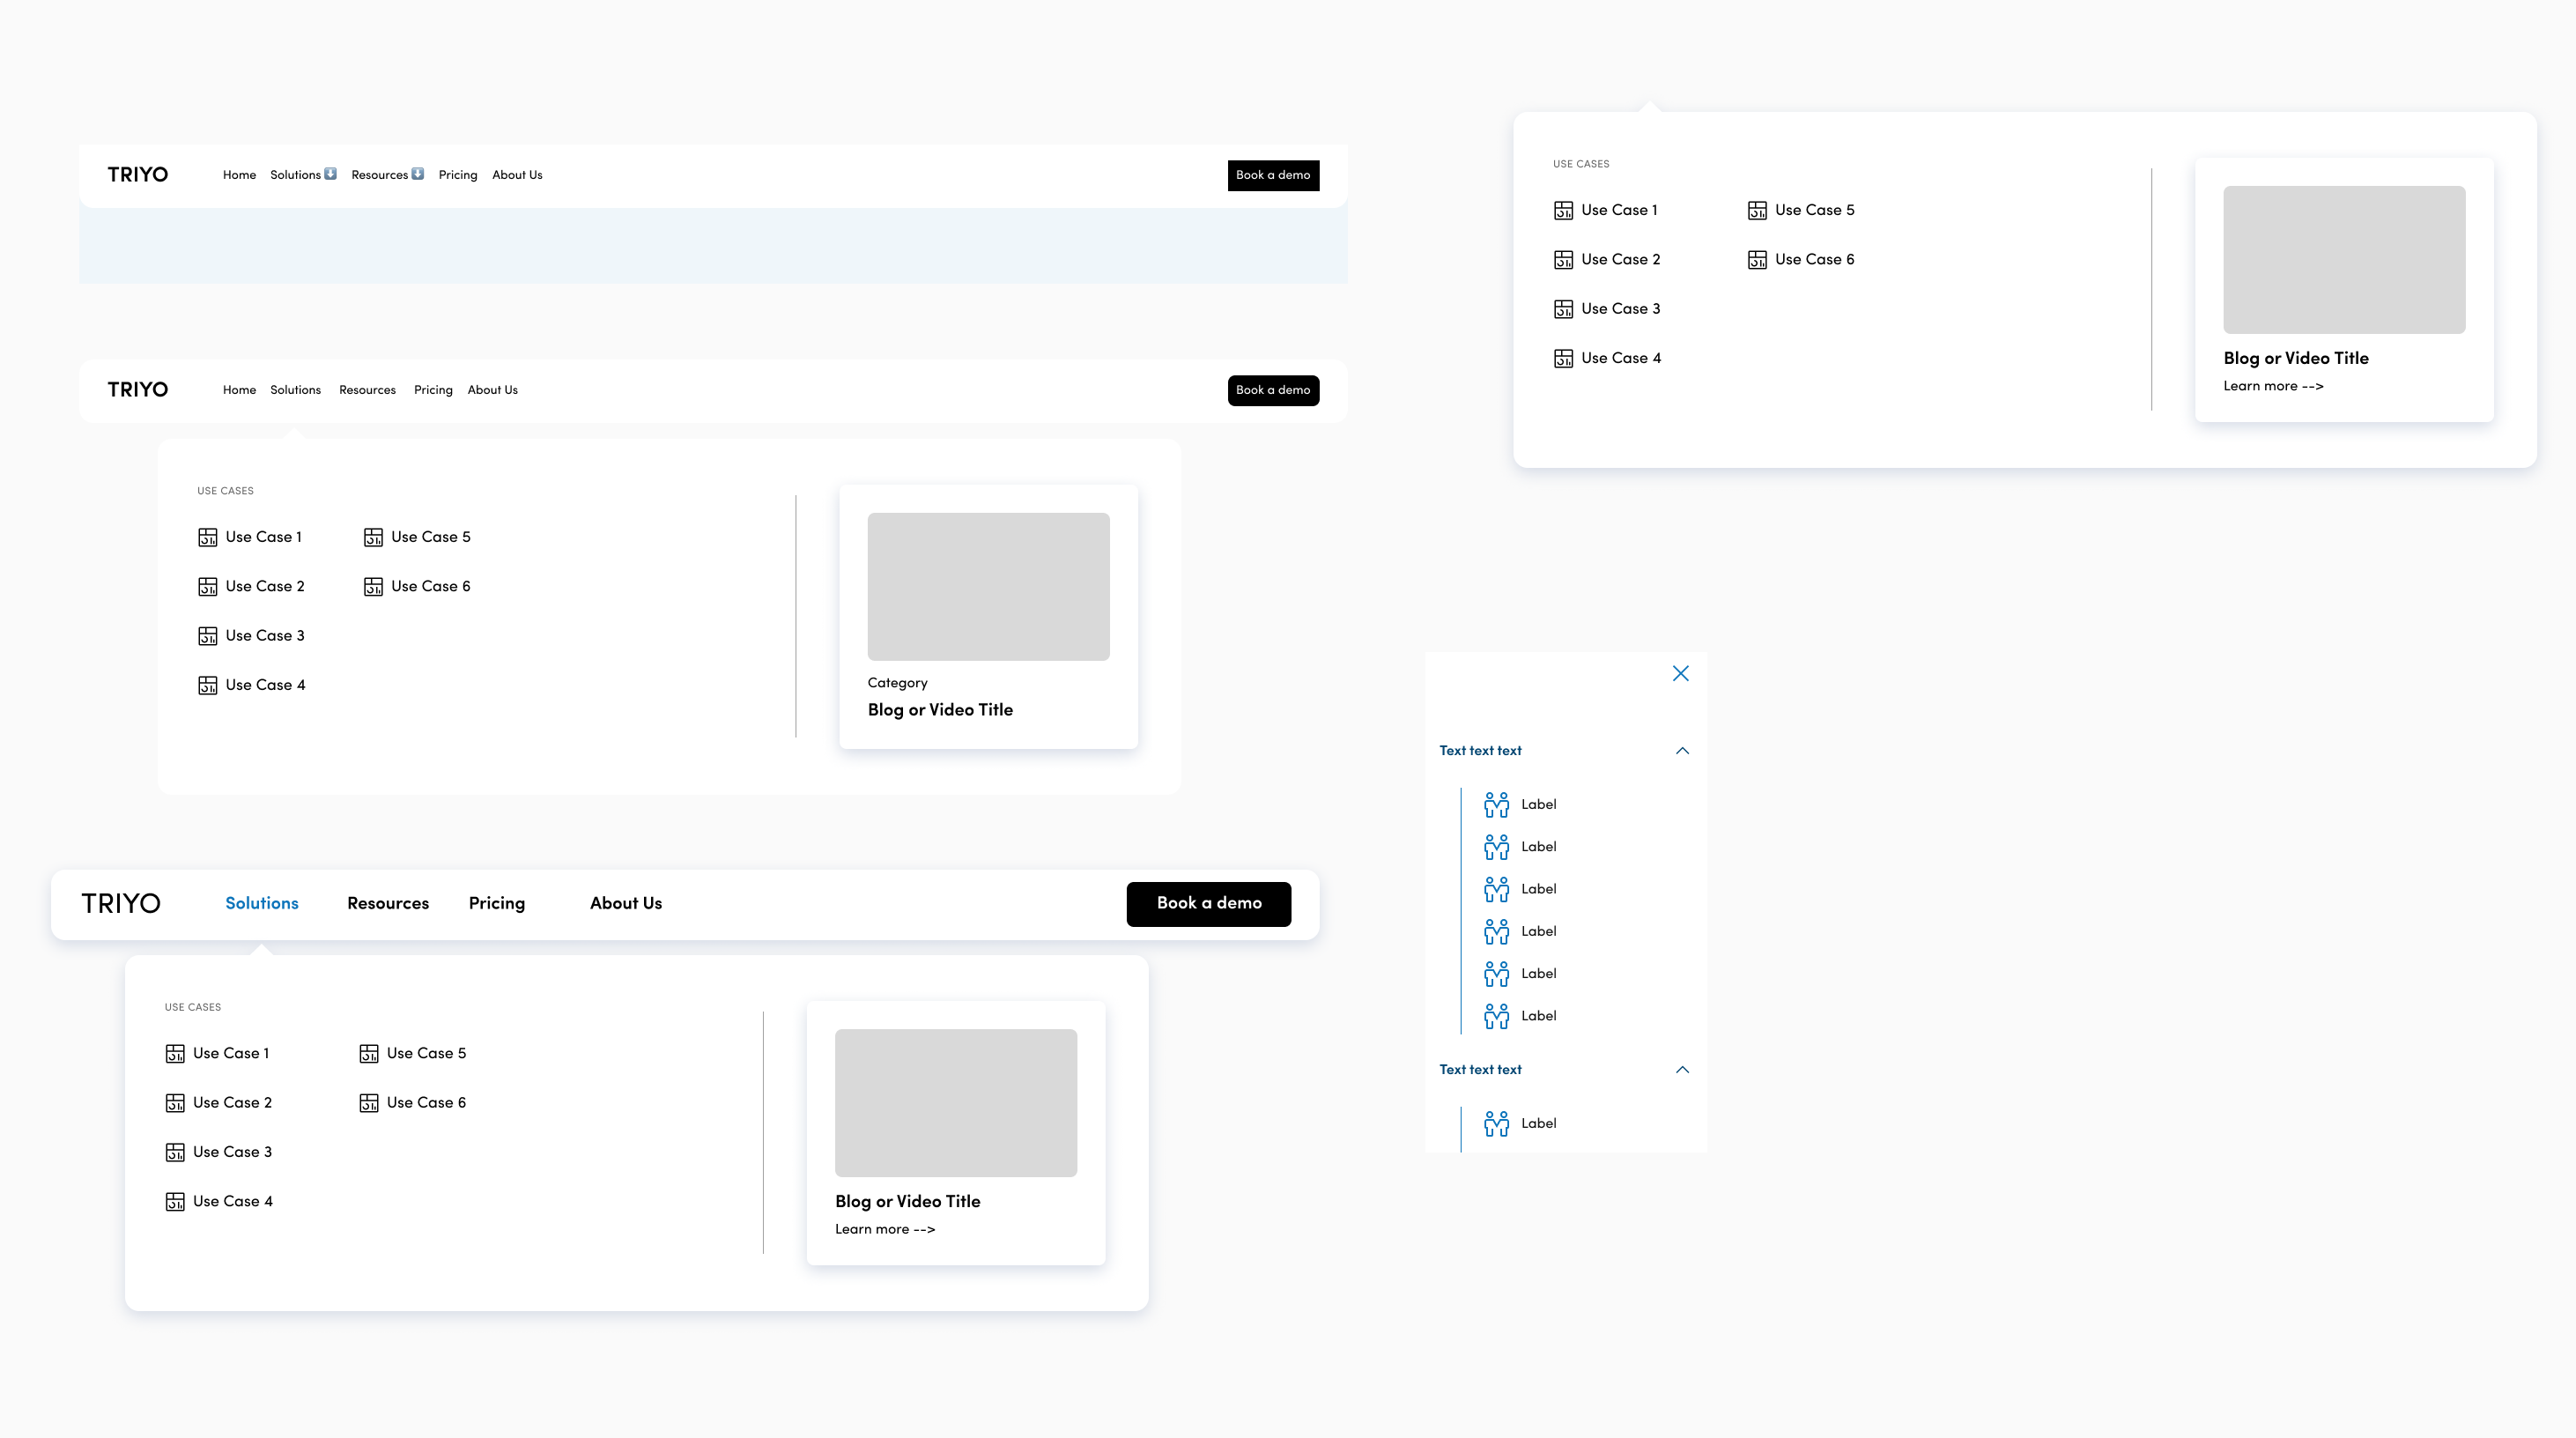 TRIYO Home Solutions Resources Pricing About Us Book a demo
TRIYO Home Solutions Resources Pricing About Us Book a demo
USE CASES
Use Case 1 Use Case 5
Use Case 2 Use Case 6
Use Case 3
Use Case 4
Category
Blog or Video Title
TRIYO Solutions Resources Pricing About Us Book a demo
USE CASES
Use Case 1 Use Case 5
Use Case 2 Use Case 6
Use Case 3
Use Case 4
Blog or Video Title
Learn more -->
USE CASES
Use Case 1 Use Case 5
Use Case 2 Use Case 6
Use Case 3
Use Case 4
Blog or Video Title
Learn more -->
Text text text
Label
Label
Label
Label
Label
Label
Text text text
Label